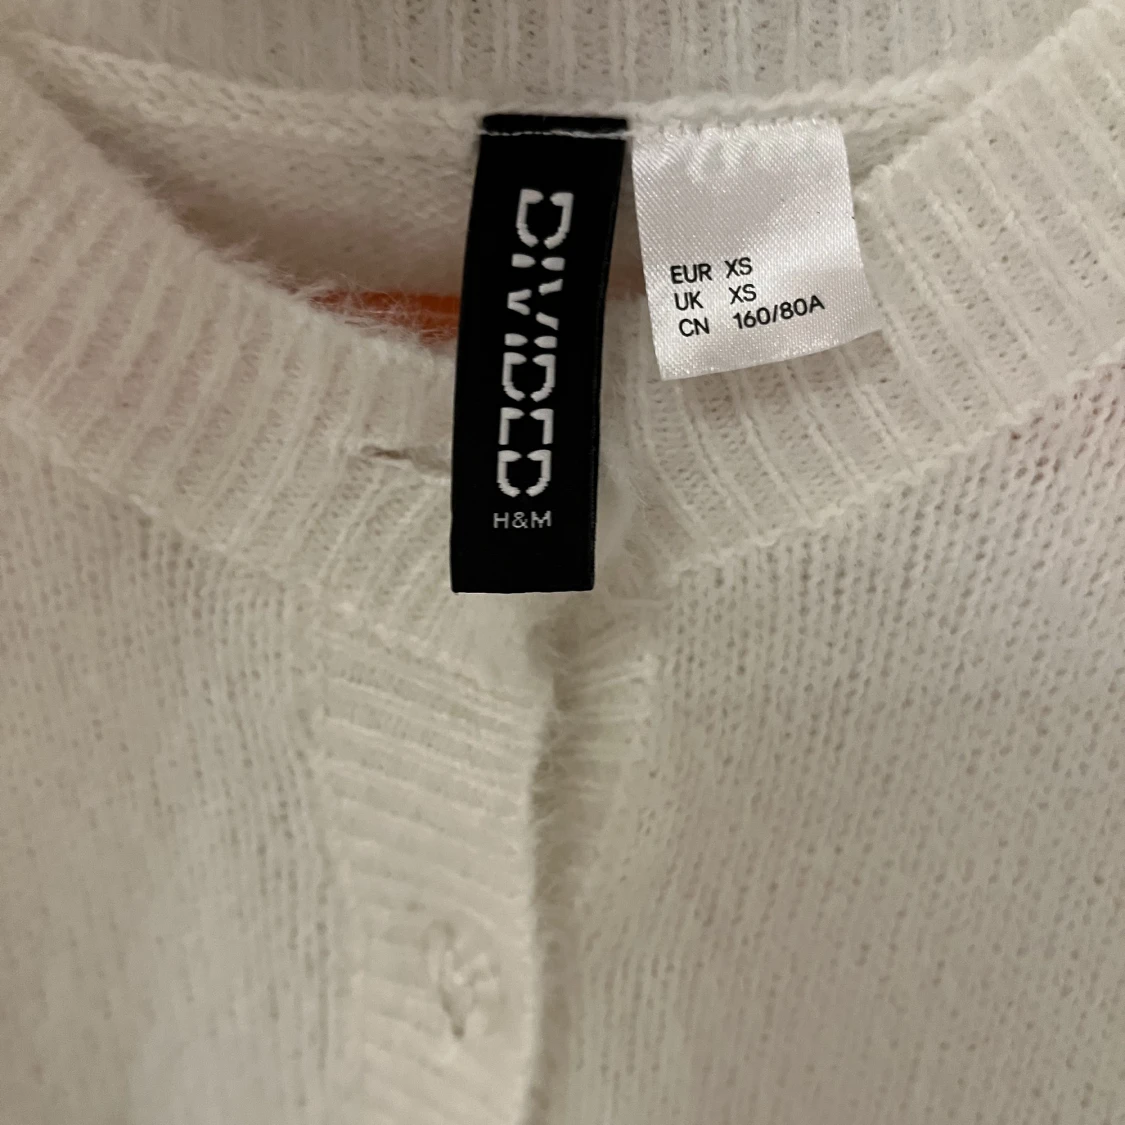 DIVIDED
H&M
EUR XS
UK XS
CN 160/80A